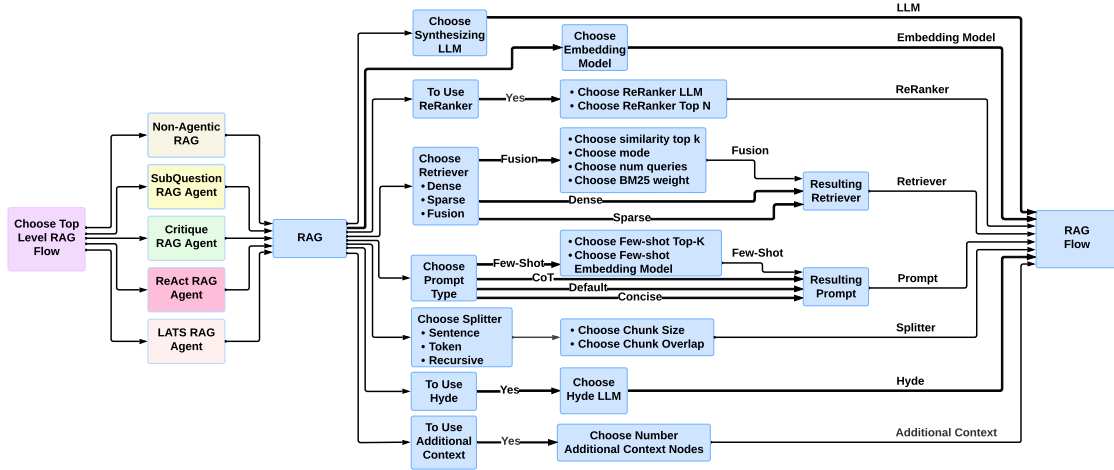 Choose Top
Level RAG
Flow
Non-Agentic
RAG
SubQuestion
RAG Agent
Critique
RAG Agent
ReAct RAG
Agent
LATS RAG
Agent
RAG
Choose
Synthesizing
LLM
LLM
Choose
Embedding
Model
Embedding Model
To Use
ReRanker
Yes
• Choose ReRanker LLM
• Choose ReRanker Top N
ReRanker
Choose
Retriever
• Dense
• Sparse
• Fusion
Fusion
• Choose similarity top k
• Choose mode
• Choose num queries
• Choose BM25 weight
Fusion
Dense
Sparse
Resulting
Retriever
Retriever
Choose
Prompt
Type
Few-Shot
• Choose Few-shot Top-K
• Choose Few-shot
Embedding Model
Few-Shot
CoT
Default
Concise
Resulting
Prompt
Prompt
Choose Splitter
• Sentence
• Token
• Recursive
• Choose Chunk Size
• Choose Chunk Overlap
Splitter
To Use
Hyde
Yes
Choose
Hyde LLM
Hyde
To Use
Additional
Context
Yes
Choose Number
Additional Context Nodes
Additional Context
RAG
Flow